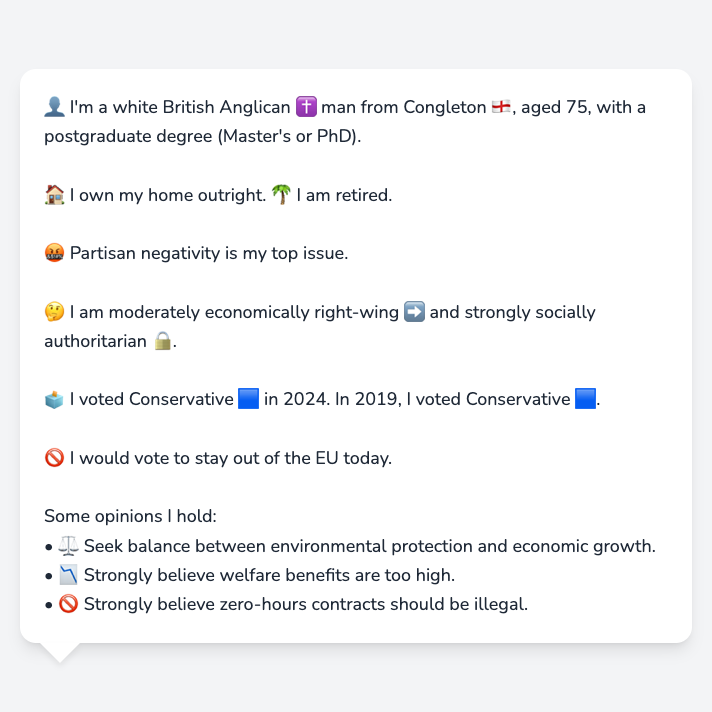 👤 I'm a white British Anglican ✝️ man from Congleton 🏴󠁧󠁢󠁥󠁮󠁧󠁿, aged 75, with a
postgraduate degree (Master's or PhD).
🏠 I own my home outright. 🌴 I am retired.
🤬 Partisan negativity is my top issue.
🤔 I am moderately economically right-wing ➡️ and strongly socially
authoritarian 🔒.
🗳️ I voted Conservative 🟦 in 2024. In 2019, I voted Conservative 🟦.
🚫 I would vote to stay out of the EU today.
Some opinions I hold:
• ⚖️ Seek balance between environmental protection and economic growth.
• 📉 Strongly believe welfare benefits are too high.
• 🚫 Strongly believe zero-hours contracts should be illegal.